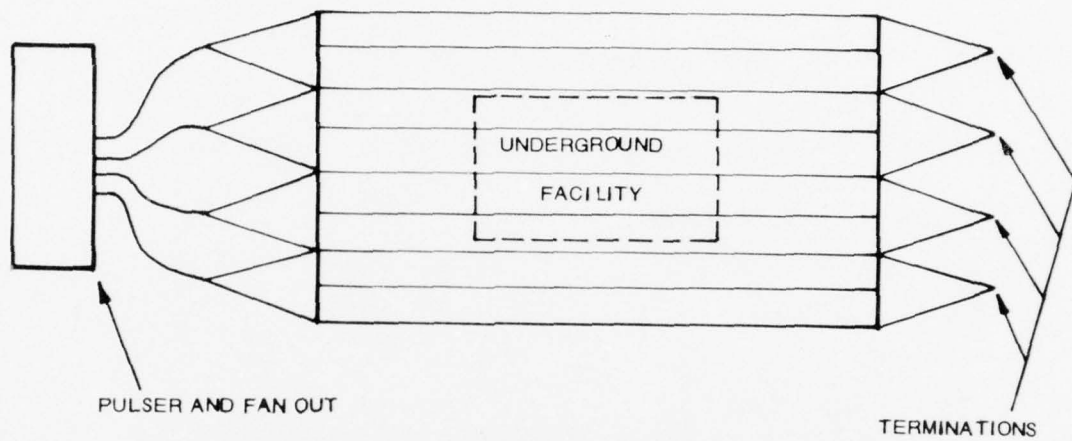 UNDERGROUND
FACILITY
PULSER AND FAN OUT
TERMINATIONS